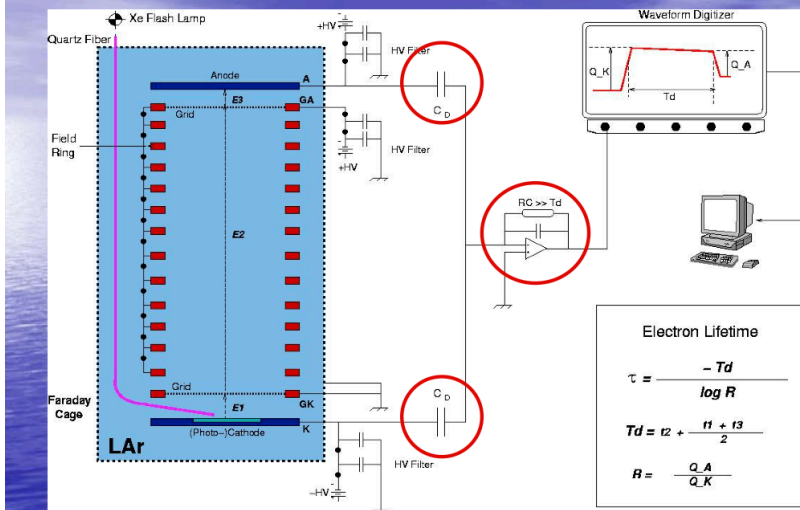 Xe Flash Lamp
Quartz Fiber
+HV
Waveform Digitizer
Q_K
Q_A
Td
Anode
A
E3
GA
Grid
C D
HV Filter
+HV
HV Filter
Field
Ring
RC >> Td
E2
Electron Lifetime
τ = – Td / log R
Td = t2 + t1 + t3 / 2
R = Q_A / Q_K
Grid
GK
Faraday
Cage
E1
C D
K
(Photo-)Cathode
LAr
HV Filter
–HV